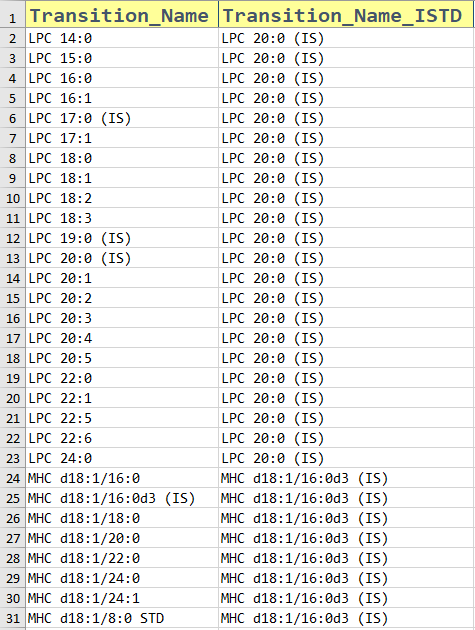 1 Transition_Name Transition_Name_ISTD
2 LPC 14:0 LPC 20:0 (IS)
3 LPC 15:0 LPC 20:0 (IS)
4 LPC 16:0 LPC 20:0 (IS)
5 LPC 16:1 LPC 20:0 (IS)
6 LPC 17:0 (IS) LPC 20:0 (IS)
7 LPC 17:1 LPC 20:0 (IS)
8 LPC 18:0 LPC 20:0 (IS)
9 LPC 18:1 LPC 20:0 (IS)
10 LPC 18:2 LPC 20:0 (IS)
11 LPC 18:3 LPC 20:0 (IS)
12 LPC 19:0 (IS) LPC 20:0 (IS)
13 LPC 20:0 (IS) LPC 20:0 (IS)
14 LPC 20:1 LPC 20:0 (IS)
15 LPC 20:2 LPC 20:0 (IS)
16 LPC 20:3 LPC 20:0 (IS)
17 LPC 20:4 LPC 20:0 (IS)
18 LPC 20:5 LPC 20:0 (IS)
19 LPC 22:0 LPC 20:0 (IS)
20 LPC 22:1 LPC 20:0 (IS)
21 LPC 22:5 LPC 20:0 (IS)
22 LPC 22:6 LPC 20:0 (IS)
23 LPC 24:0 LPC 20:0 (IS)
24 MHC d18:1/16:0 MHC d18:1/16:0d3 (IS)
25 MHC d18:1/16:0d3 (IS) MHC d18:1/16:0d3 (IS)
26 MHC d18:1/18:0 MHC d18:1/16:0d3 (IS)
27 MHC d18:1/20:0 MHC d18:1/16:0d3 (IS)
28 MHC d18:1/22:0 MHC d18:1/16:0d3 (IS)
29 MHC d18:1/24:0 MHC d18:1/16:0d3 (IS)
30 MHC d18:1/24:1 MHC d18:1/16:0d3 (IS)
31 MHC d18:1/8:0 STD MHC d18:1/16:0d3 (IS)